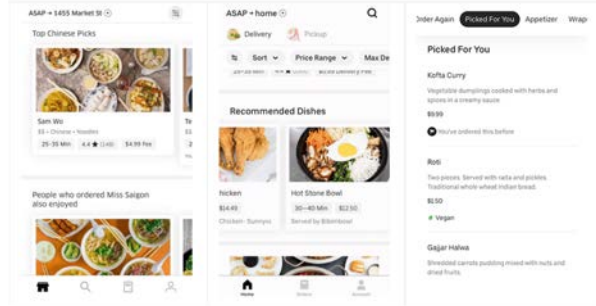 ASAP → 1455 Market St
Top Chinese Picks
Sam Wo
$$ • Chinese • Noodles
25-35 Min 4.4 ★ (248) $4.99 Fee
People who ordered Miss Saigon
also enjoyed
ASAP → home
Delivery Pickup
Sort Price Range Max De
Recommended Dishes
hicken
$14.49
Chicken · Sunnys
Hot Stone Bowl
30–40 Min $12.50
Served by Bibimbowl
Home
Orders
Account
Order Again Picked For You Appetizer Wraps
Picked For You
Kofta Curry
Vegetable dumplings cooked with herbs and
spices in a creamy sauce
$9.99
You've ordered this before
Roti
Two pieces. Served with raita and pickles.
Traditional whole wheat Indian bread.
$1.50
Vegan
Gajjar Halwa
Shredded carrots pudding mixed with nuts and
dried fruits.